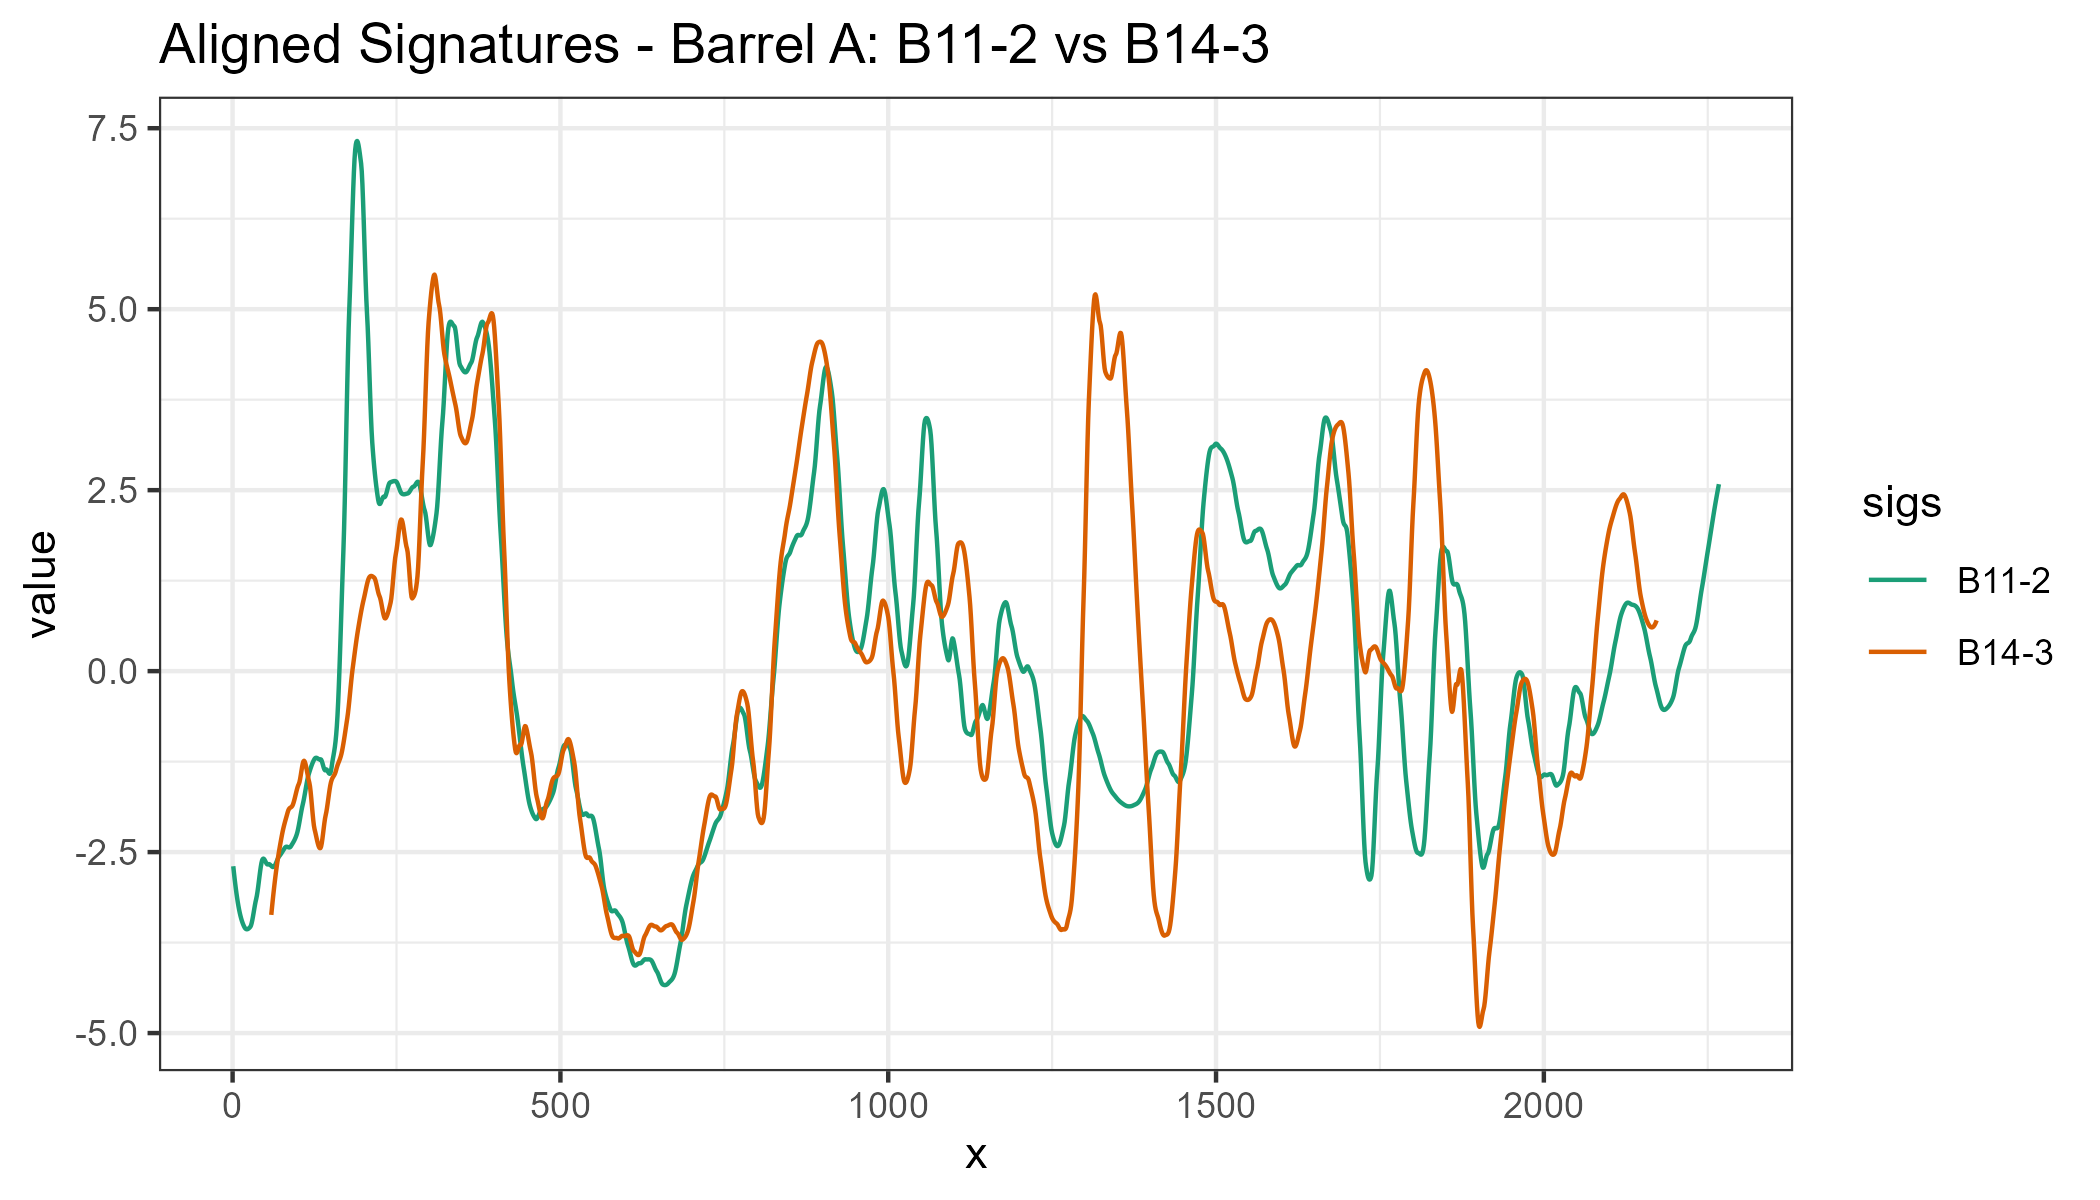 Aligned Signatures - Barrel A: B11-2 vs B14-3
7.5
5.0
2.5
0.0
-2.5
-5.0
value
0 500 1000 1500 2000
x
sigs
B11-2
B14-3